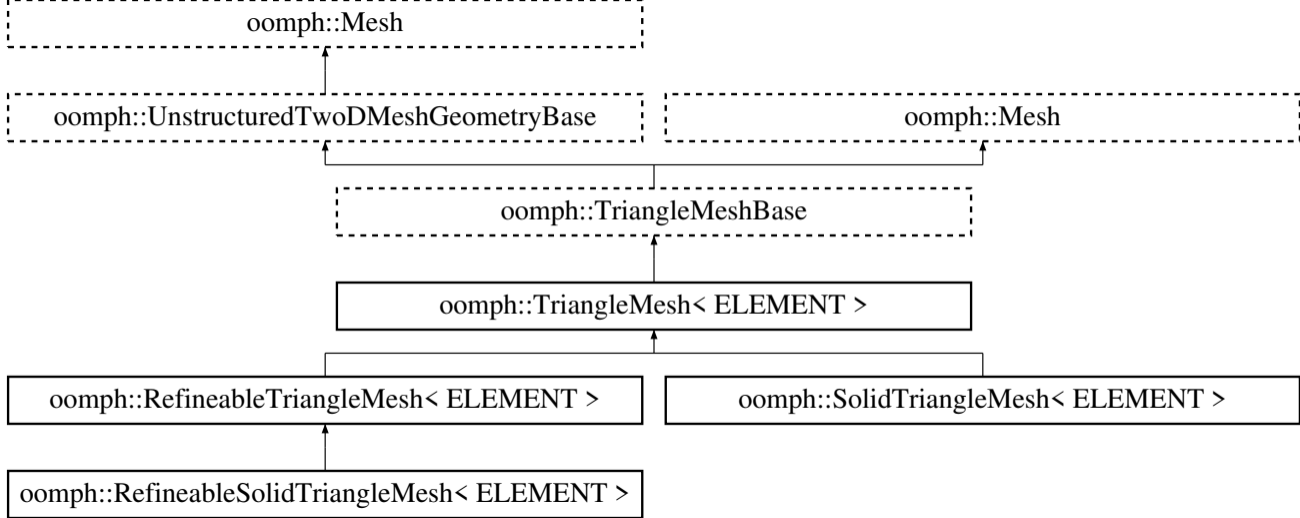 oomph::Mesh
oomph::UnstructuredTwoDMeshGeometryBase
oomph::Mesh
oomph::TriangleMeshBase
oomph::TriangleMesh< ELEMENT >
oomph::RefineableTriangleMesh< ELEMENT >
oomph::SolidTriangleMesh< ELEMENT >
oomph::RefineableSolidTriangleMesh< ELEMENT >